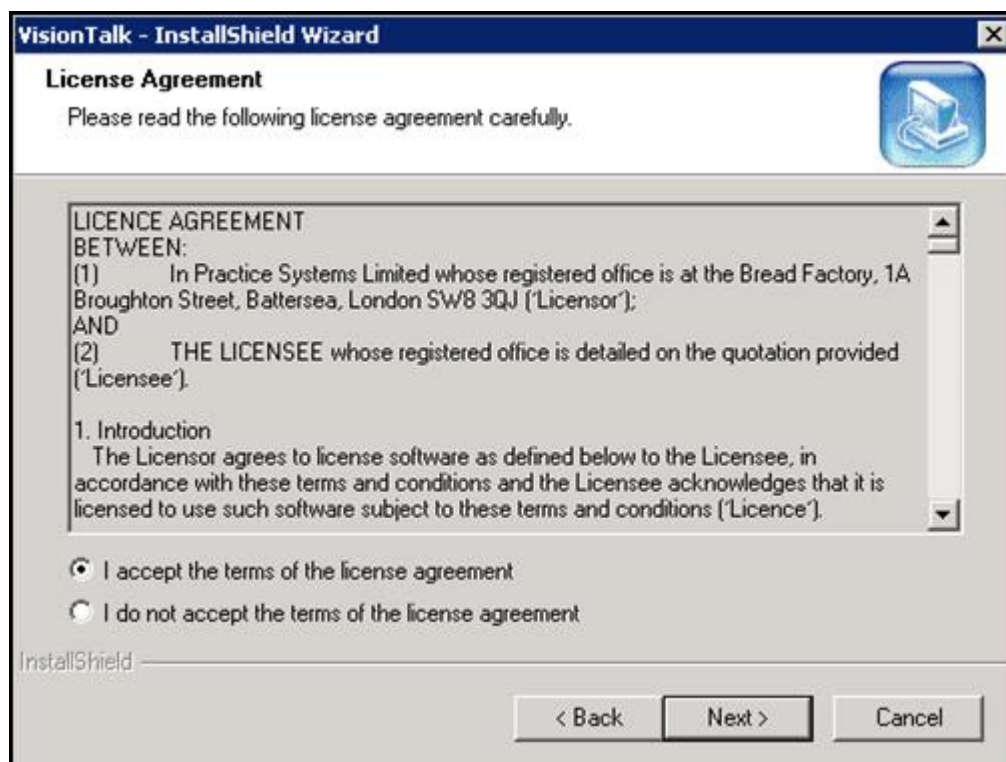 VisionTalk - InstallShield Wizard
License Agreement
Please read the following license agreement carefully.
LICENCE AGREEMENT
BETWEEN:
(1) In Practice Systems Limited whose registered office is at the Bread Factory, 1A
Broughton Street, Battersea, London SW8 3QJ ('Licensor');
AND
(2) THE LICENSEE whose registered office is detailed on the quotation provided
('Licensee').
1. Introduction
The Licensor agrees to license software as defined below to the Licensee, in
accordance with these terms and conditions and the Licensee acknowledges that it is
licensed to use such software subject to these terms and conditions ('Licence').
I accept the terms of the license agreement
I do not accept the terms of the license agreement
InstallShield
< Back Next > Cancel